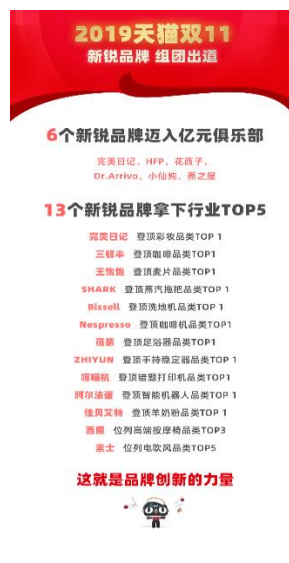 2019天猫双11
新锐品牌 组团出道
6个新锐品牌迈入亿元俱乐部
完美日记、HFP、花西子、
Dr.Arrivo、小仙炖、燕之屋
13个新锐品牌拿下行业TOP5
完美日记 登顶彩妆品类TOP 1
三顿半 登顶咖啡品类TOP1
王饱饱 登顶麦片品类TOP1
SHARK 登顶蒸汽拖把品类TOP 1
Bissell 登顶洗地机品类TOP 1
Nespresso 登顶咖啡机品类TOP1
蓓慈 登顶足浴器品类TOP1
ZHIYUN 登顶手持稳定器品类TOP 1
喵喵机 登顶错题打印机品类TOP1
阿尔法蛋 登顶智能机器人品类TOP 1
佳贝艾特 登顶羊奶粉品类TOP 1
西屋 位列高端按摩椅品类TOP3
素士 位列电吹风品类TOP5
这就是品牌创新的力量